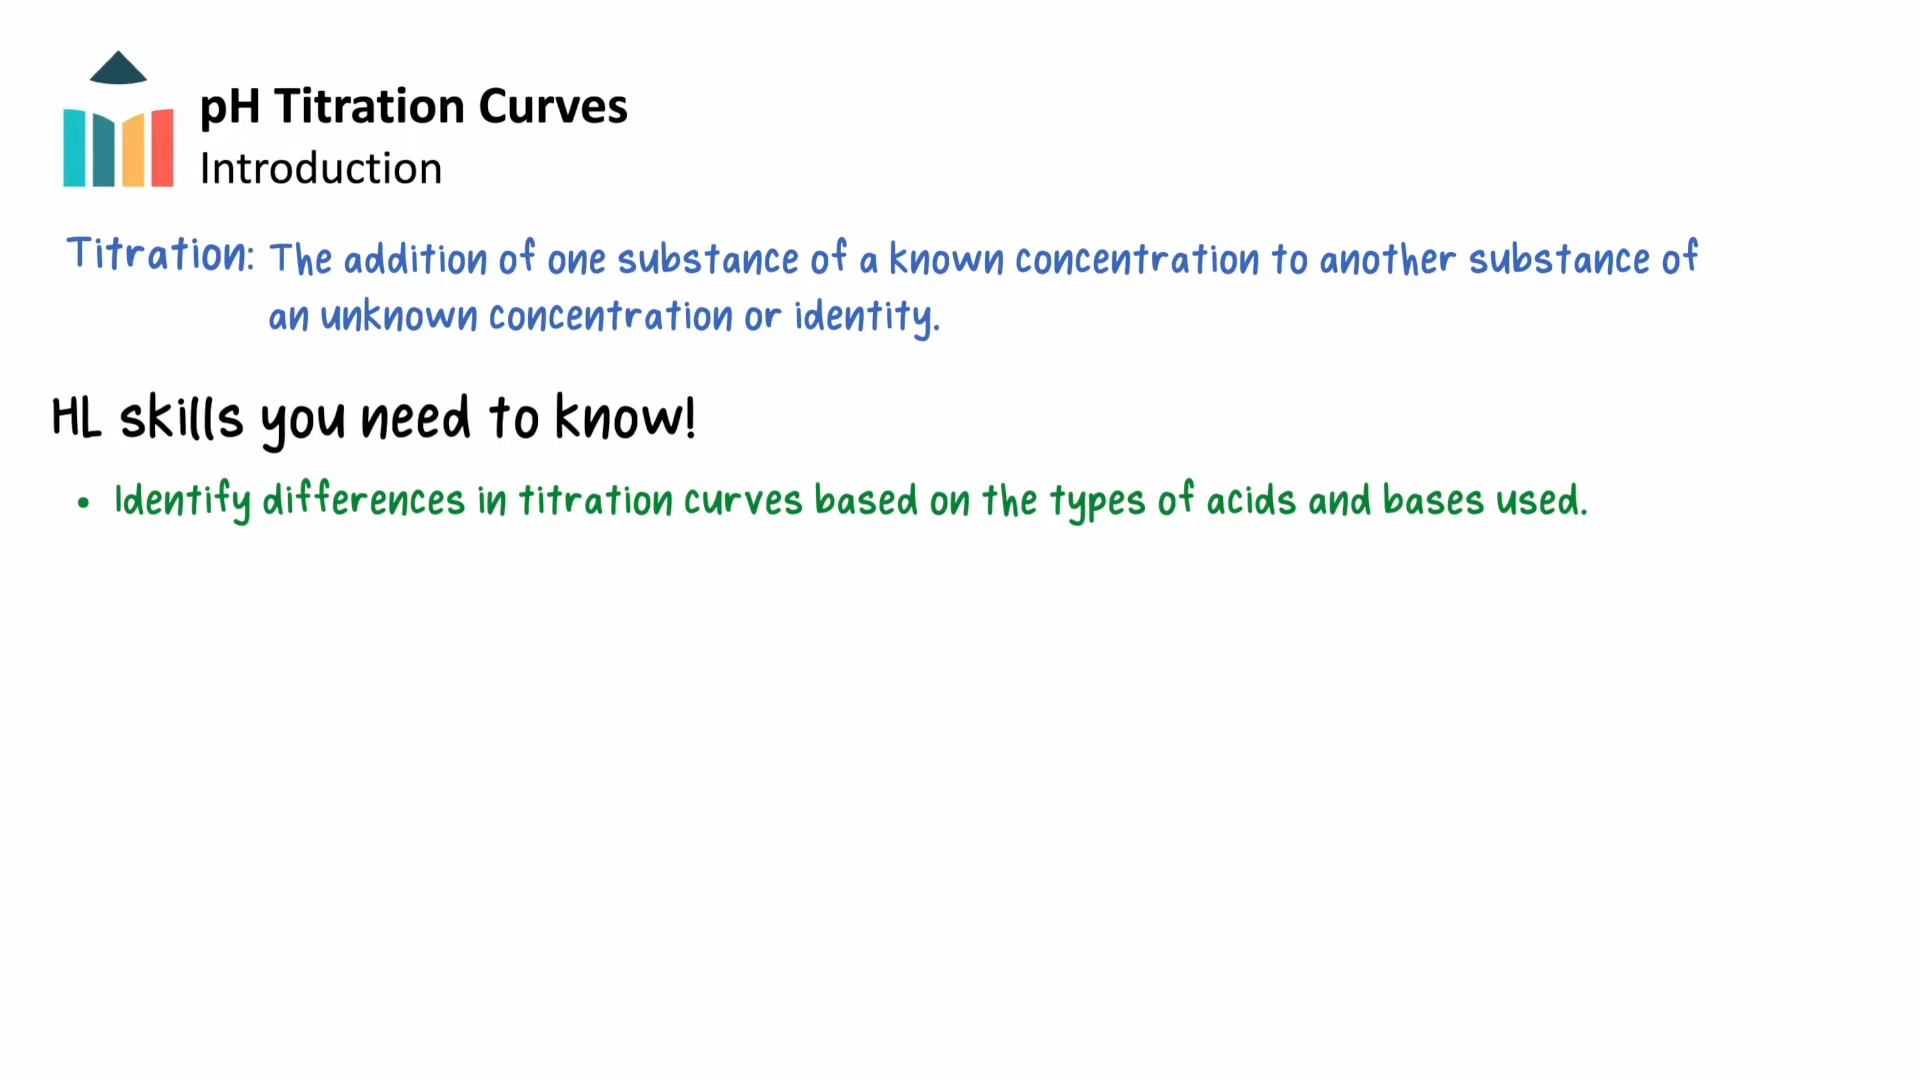 pH Titration Curves
Introduction
Titration: The addition of one substance of a known concentration to another substance of
an unknown concentration or identity.
HL skills you need to know!
• Identify differences in titration curves based on the types of acids and bases used.